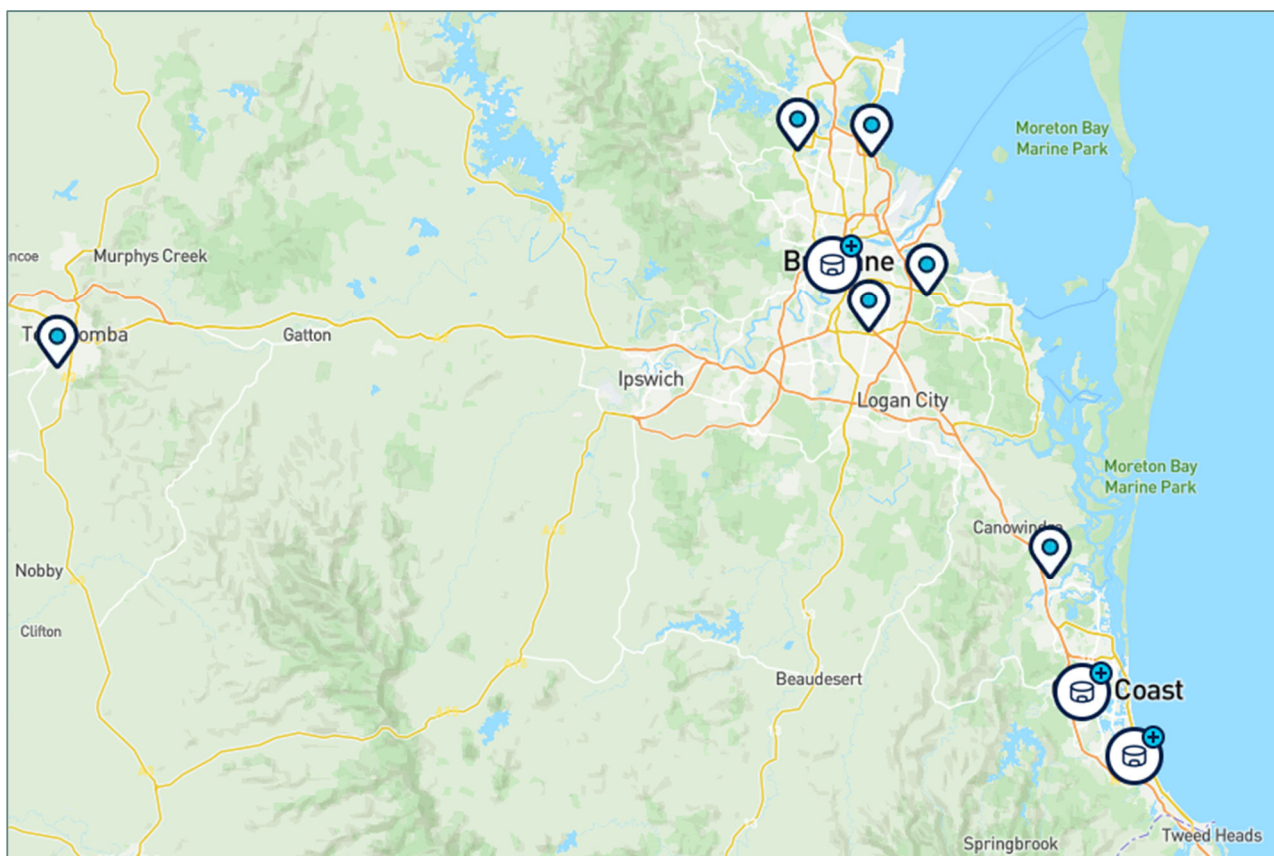 Moreton Bay
Marine Park
Murphys Creek
Gatton
Ipswich
Logan City
Moreton Bay
Marine Park
Nobby
Clifton
Beaudesert
Coast
Springbrook
Tweed Heads